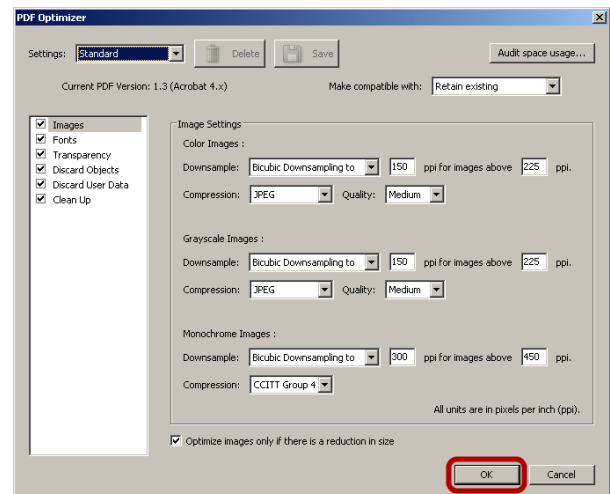 PDF Optimizer
Settings: Standard Delete Save Audit space usage...
Current PDF Version: 1.3 (Acrobat 4.x) Make compatible with: Retain existing
Images
Fonts
Transparency
Discard Objects
Discard User Data
Clean Up
Image Settings
Color Images :
Downsample: Bicubic Downsampling to 150 ppi for images above 225 ppi.
Compression: JPEG Quality: Medium
Grayscale Images :
Downsample: Bicubic Downsampling to 150 ppi for images above 225 ppi.
Compression: JPEG Quality: Medium
Monochrome Images :
Downsample: Bicubic Downsampling to 300 ppi for images above 450 ppi.
Compression: CCITT Group 4
All units are in pixels per inch (ppi).
Optimize images only if there is a reduction in size
OK Cancel